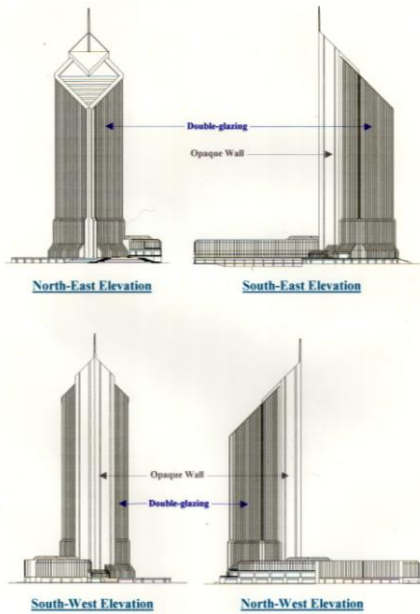 Double-glazing
Opaque Wall
North-East Elevation
South-East Elevation
Opaque Wall
Double-glazing
South-West Elevation
North-West Elevation